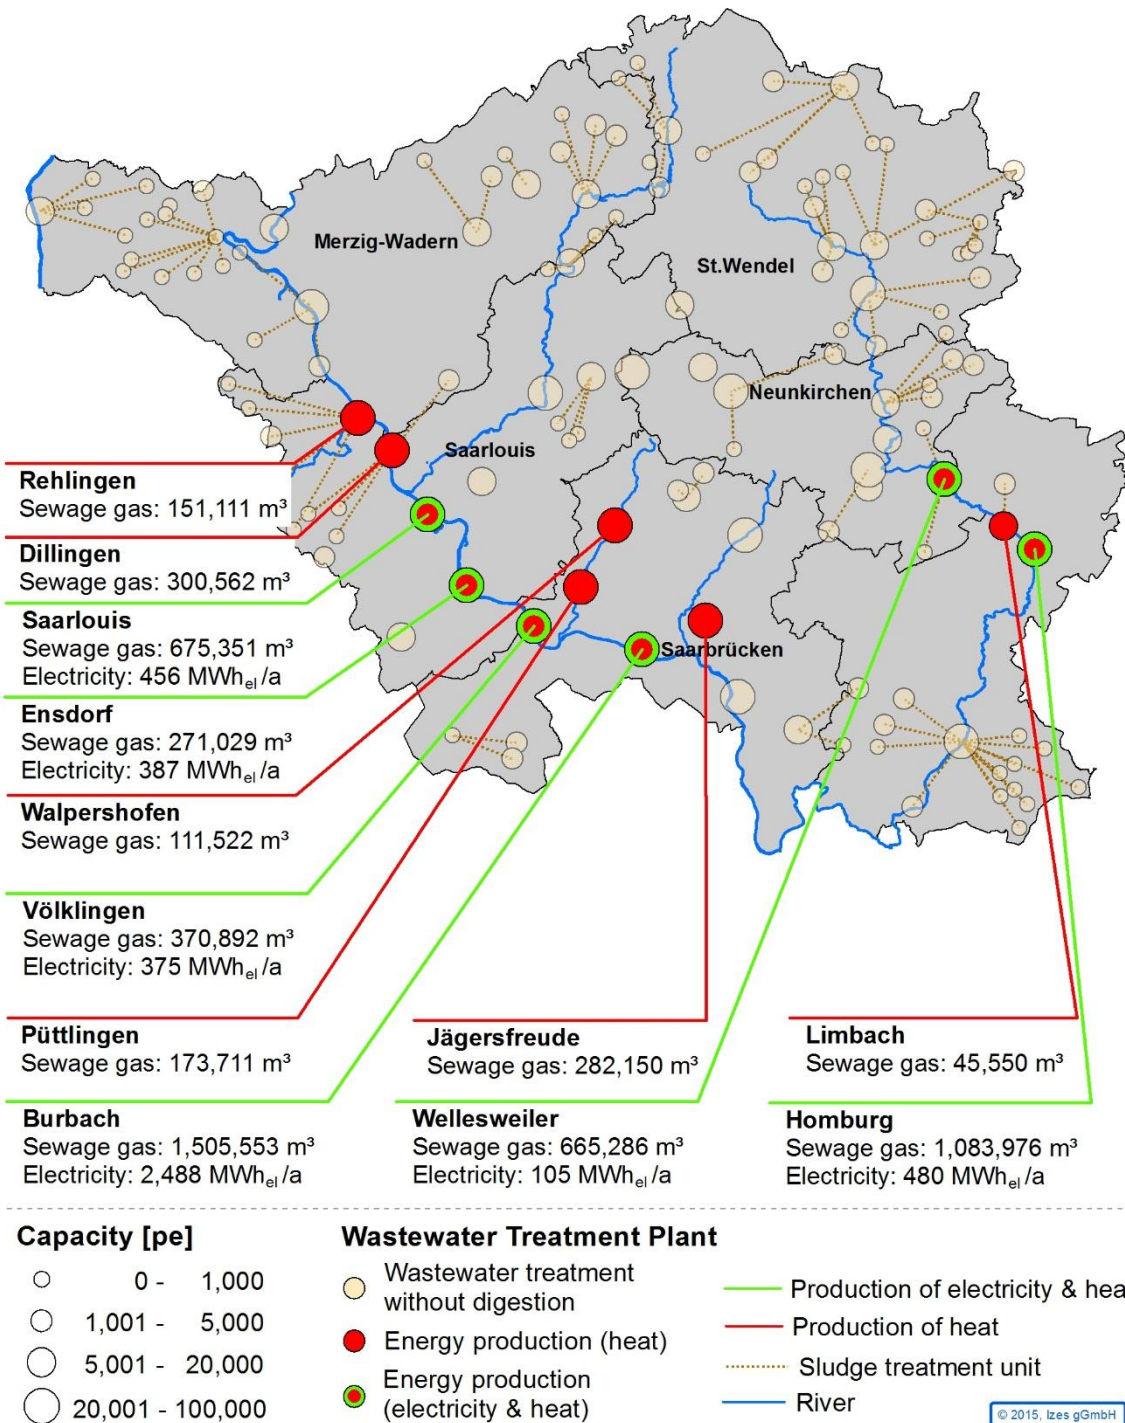 Merzig-Wadern
St.Wendel
Neunkirchen
Saarlouis
Saarbrücken
Rehlingen
Sewage gas: 151,111 m³
Dillingen
Sewage gas: 300,562 m³
Saarlouis
Sewage gas: 675,351 m³
Electricity: 456 MWhel/a
Ensdorf
Sewage gas: 271,029 m³
Electricity: 387 MWhel/a
Walpershofen
Sewage gas: 111,522 m³
Völklingen
Sewage gas: 370,892 m³
Electricity: 375 MWhel/a
Püttlingen
Sewage gas: 173,711 m³
Jägersfreude
Sewage gas: 282,150 m³
Limbach
Sewage gas: 45,550 m³
Burbach
Sewage gas: 1,505,553 m³
Electricity: 2,488 MWhel/a
Wellesweiler
Sewage gas: 665,286 m³
Electricity: 105 MWhel/a
Homburg
Sewage gas: 1,083,976 m³
Electricity: 480 MWhel/a
Capacity [pe]
0 - 1,000
1,001 - 5,000
5,001 - 20,000
20,001 - 100,000
Wastewater Treatment Plant
Wastewater treatment
without digestion
Energy production (heat)
Energy production
(electricity & heat)
Production of electricity & hea
Production of heat
Sludge treatment unit
River
© 2015, Izes gGmbH